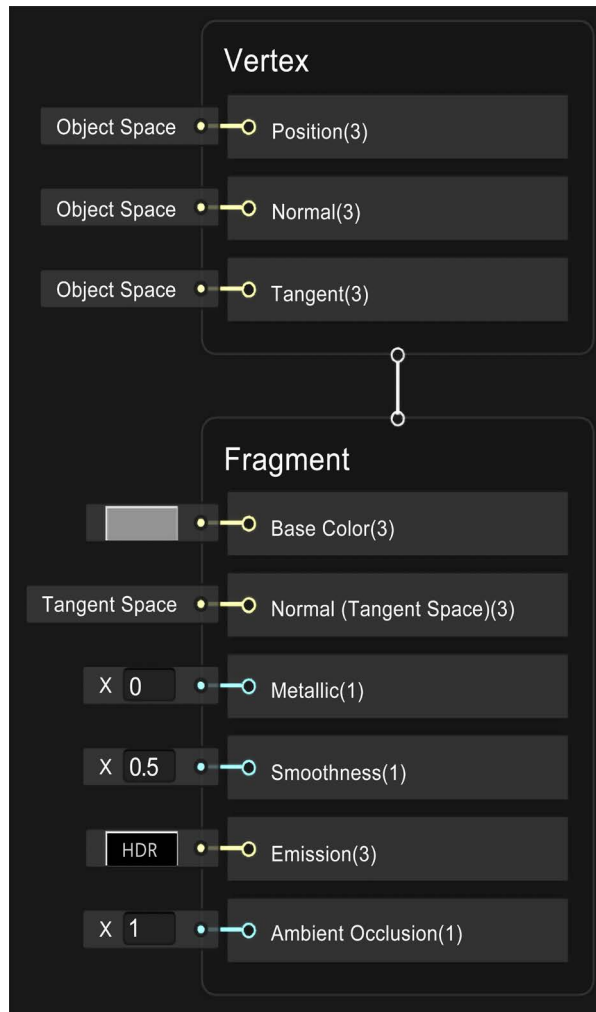 Vertex
Object Space Position(3)
Object Space Normal(3)
Object Space Tangent(3)
Fragment
Base Color(3)
Tangent Space Normal (Tangent Space)(3)
X 0 Metallic(1)
X 0.5 Smoothness(1)
HDR Emission(3)
X 1 Ambient Occlusion(1)